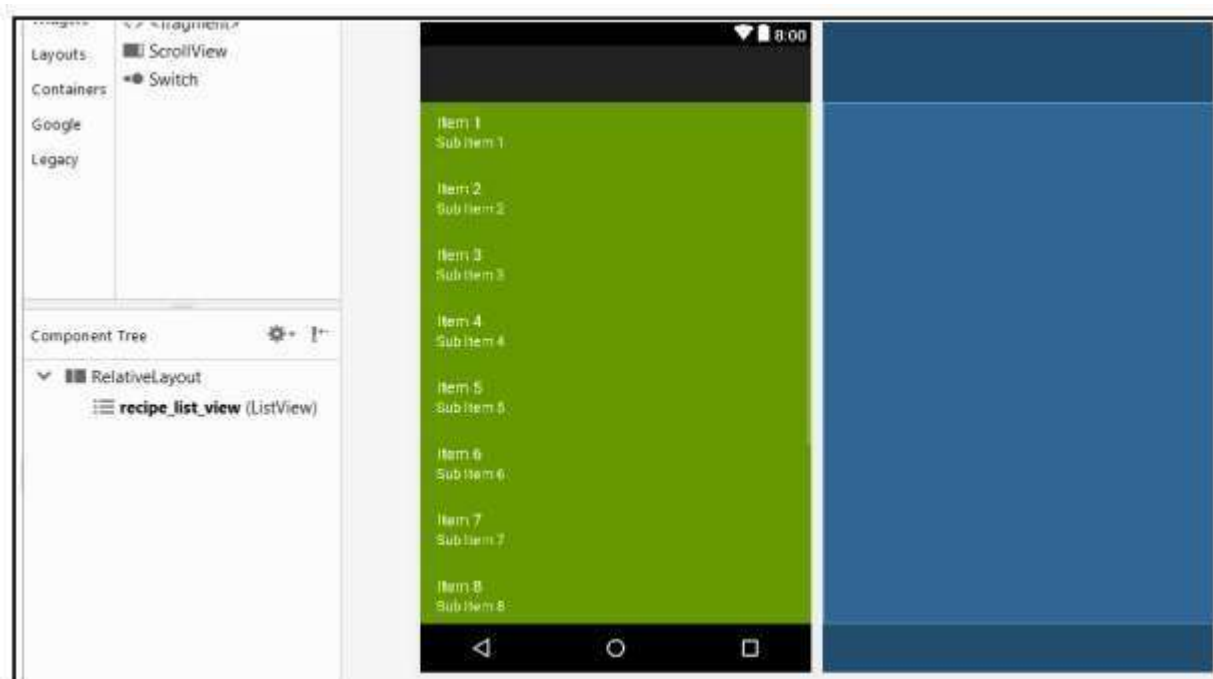 <fragment>
Layouts
ScrollView
Containers
Switch
Google
Legacy
Component Tree
RelativeLayout
recipe_list_view (ListView)
8:00
Item 1
Sub Item 1
Item 2
Sub Item 2
Item 3
Sub Item 3
Item 4
Sub Item 4
Item 5
Sub Item 5
Item 6
Sub Item 6
Item 7
Sub Item 7
Item 8
Sub Item 8